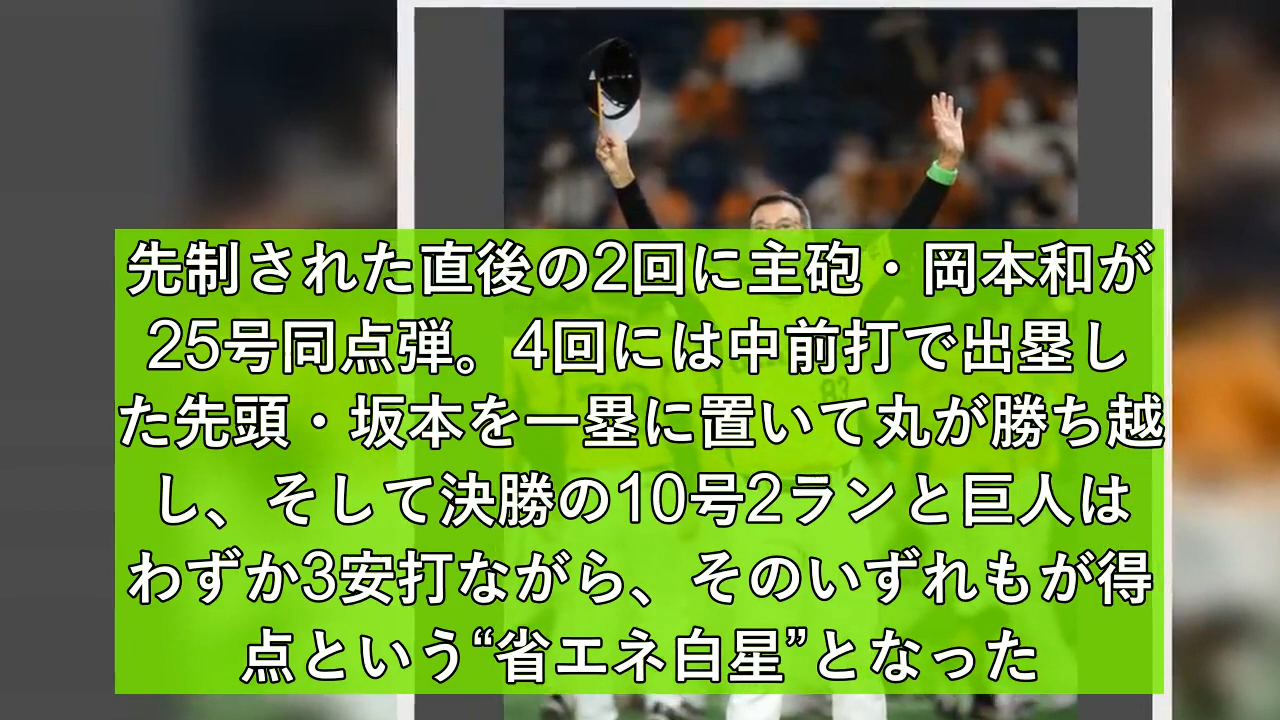 先制された直後の2回に主砲・岡本和が
25号同点弾。4回には中前打で出塁し
た先頭・坂本を一塁に置いて丸が勝ち越
し、そして決勝の10号2ランと巨人は
わずか3安打ながら、そのいずれもが得
点という“省エネ白星”となった
83